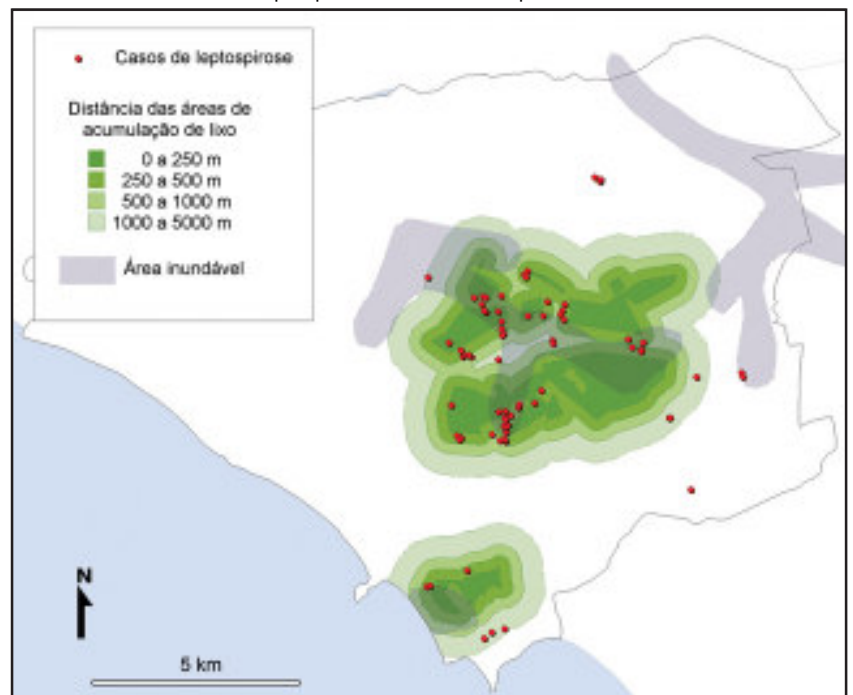 Casos de leptospirose
Distância das áreas de
acumulação de lixo
0 a 250 m
250 a 500 m
500 a 1000 m
1000 a 5000 m
Área inundável
N
5 km